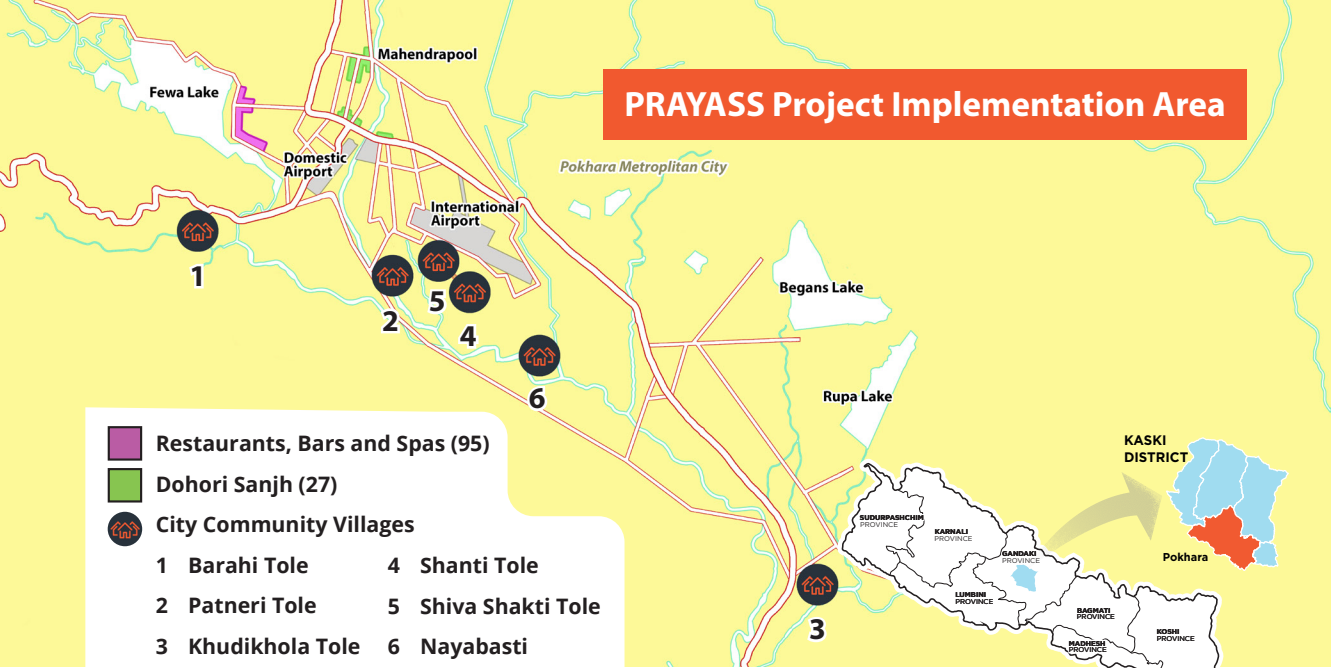 Mahendrapool
Fewa Lake
PRAYASS Project Implementation Area
Domestic
Airport
Pokhara Metroplitan City
International
Airport
1
2
5
4
6
Begans Lake
Rupa Lake
3
Restaurants, Bars and Spas (95)
Dohori Sanjh (27)
City Community Villages
1 Barahi Tole
2 Patneri Tole
3 Khudikhola Tole
4 Shanti Tole
5 Shiva Shakti Tole
6 Nayabasti
KASKI
DISTRICT
Pokhara
SUDURPASHCHIM
PROVINCE
KARNALI
PROVINCE
GANDAKI
PROVINCE
LUMBINI
PROVINCE
BAGMATI
PROVINCE
MADHESH
PROVINCE
KOSHI
PROVINCE